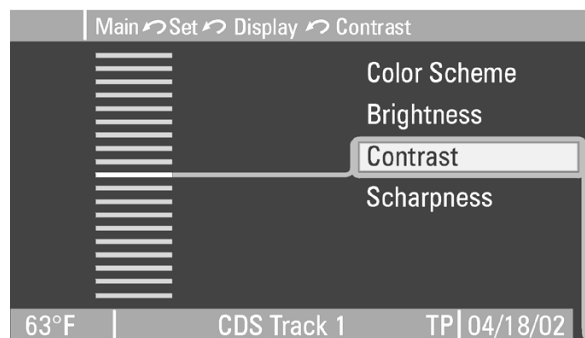 Main Set Display Contrast
Color Scheme
Brightness
Contrast
Scharpness
63°F CDS Track 1 TP 04/18/02